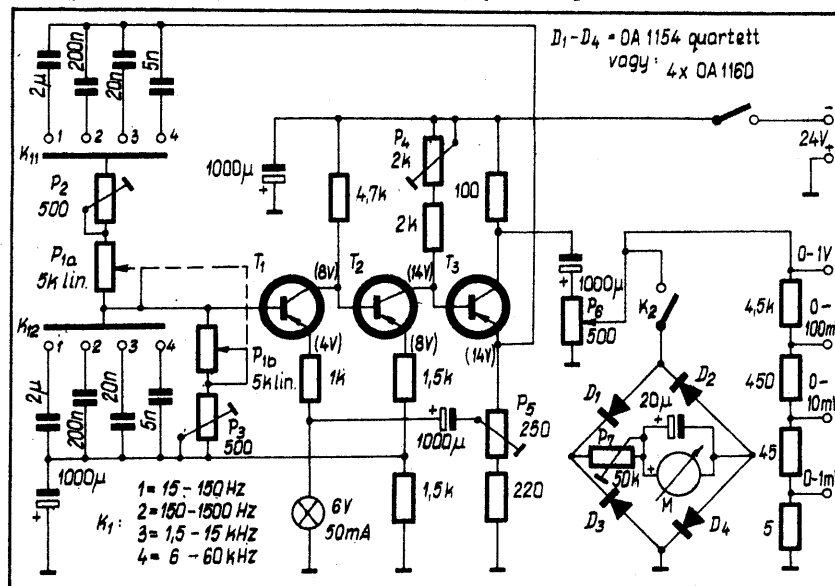 D₁-D₄ = OA 1154 quartett
vagy: 4x OA1160
2µ
200n
20n
5n
1 2 3 4
K₁₁
P₂
500
P₁ₐ
5k lin.
K₁₂
1 2 3 4
2µ
200n
20n
5n
1000µ
+
P₁b
5k lin.
P₃
500
K₁:
1 = 15 - 150 Hz
2 = 150-1500 Hz
3 = 1,5 - 15 kHz
4 = 6 - 60 kHz
1000µ
+
4,7k
P₄
2k
2k
100
T₁
(8V)
T₂
(14V)
T₃
(4V)
(8V)
(14V)
1k
1,5k
1000µ
+
P₅
250
220
6V
50mA
1,5k
-
24V
+
+
1000µ
P₆
500
K₂
D₁
D₂
20µ
+
P₇
50k
+
M
D₃
D₄
0-1V
4,5k
0-
100m
450
0-
10m
45
0-1m
5